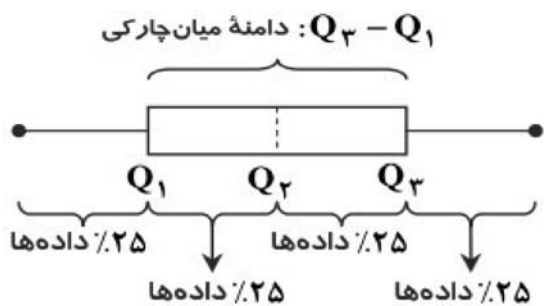 دامنهٔ میان‌چارکی: Q۳ − Q۱
Q۱ Q۲ Q۳
۲۵٪ داده‌ها ۲۵٪ داده‌ها
۲۵٪ داده‌ها ۲۵٪ داده‌ها